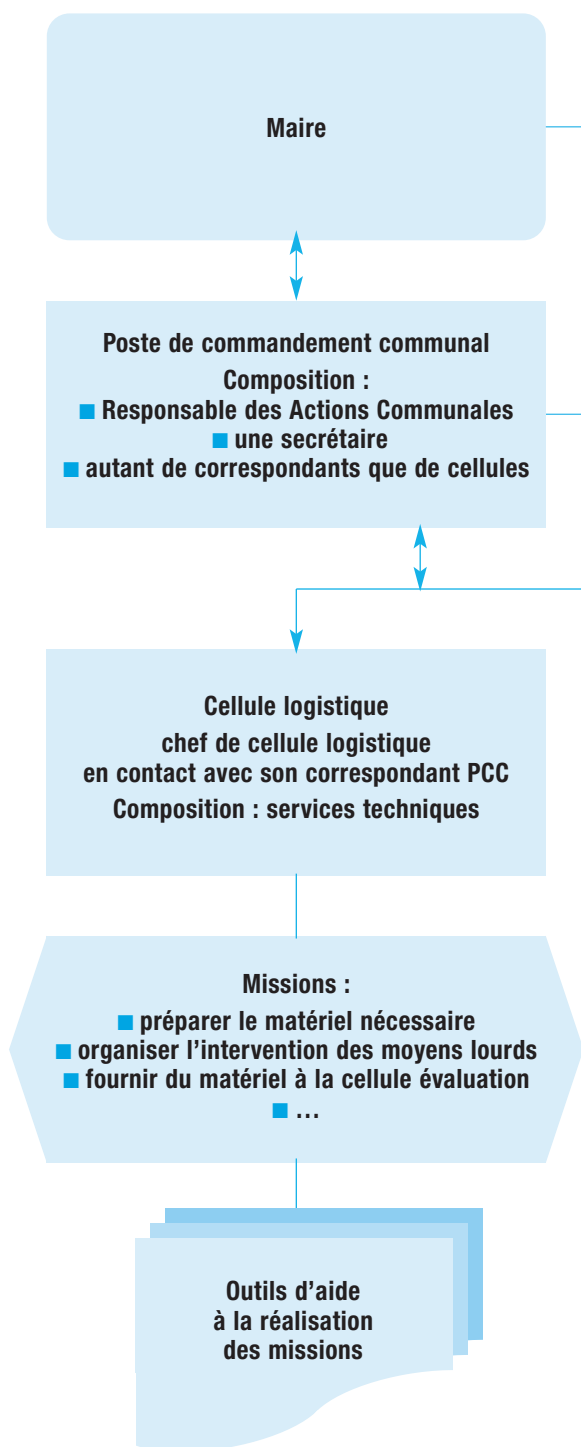 Maire
Poste de commandement communal
Composition :
■ Responsable des Actions Communales
■ une secrétaire
■ autant de correspondants que de cellules
Cellule logistique
chef de cellule logistique
en contact avec son correspondant PCC
Composition : services techniques
Missions :
■ préparer le matériel nécessaire
■ organiser l’intervention des moyens lourds
■ fournir du matériel à la cellule évaluation
■ …
Outils d’aide
à la réalisation
des missions